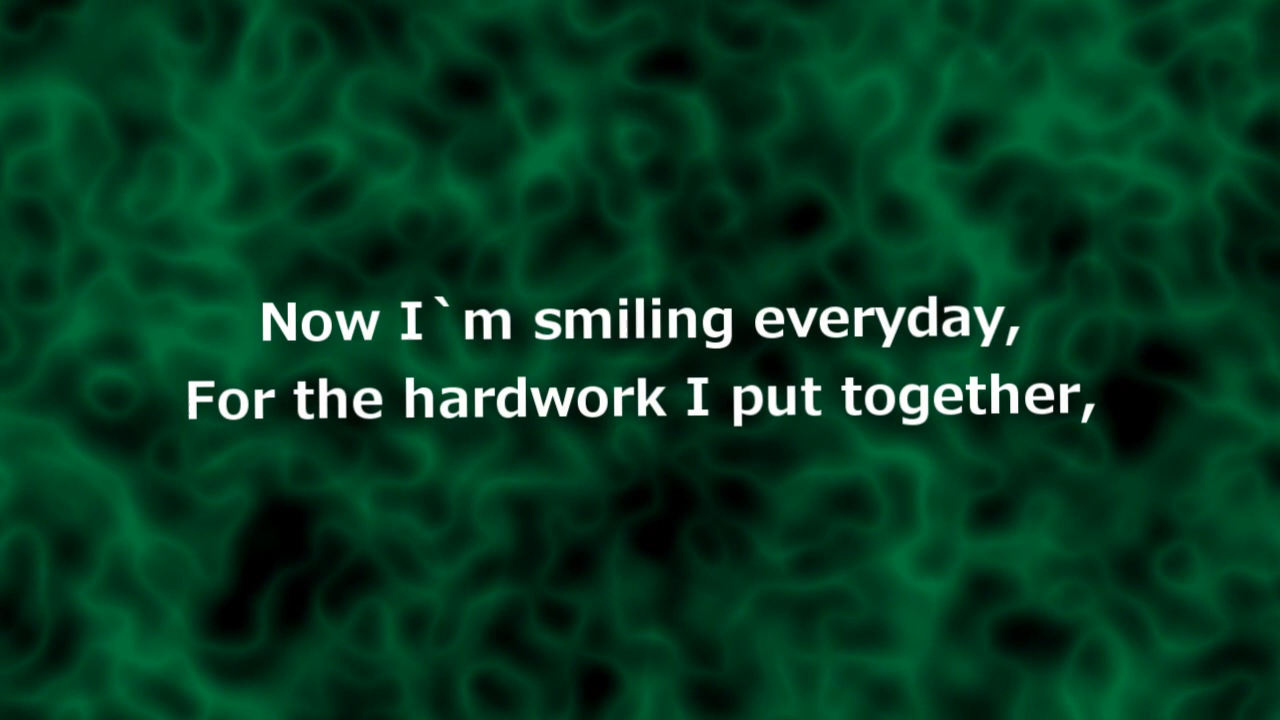 Now I`m smiling everyday,
For the hardwork I put together,